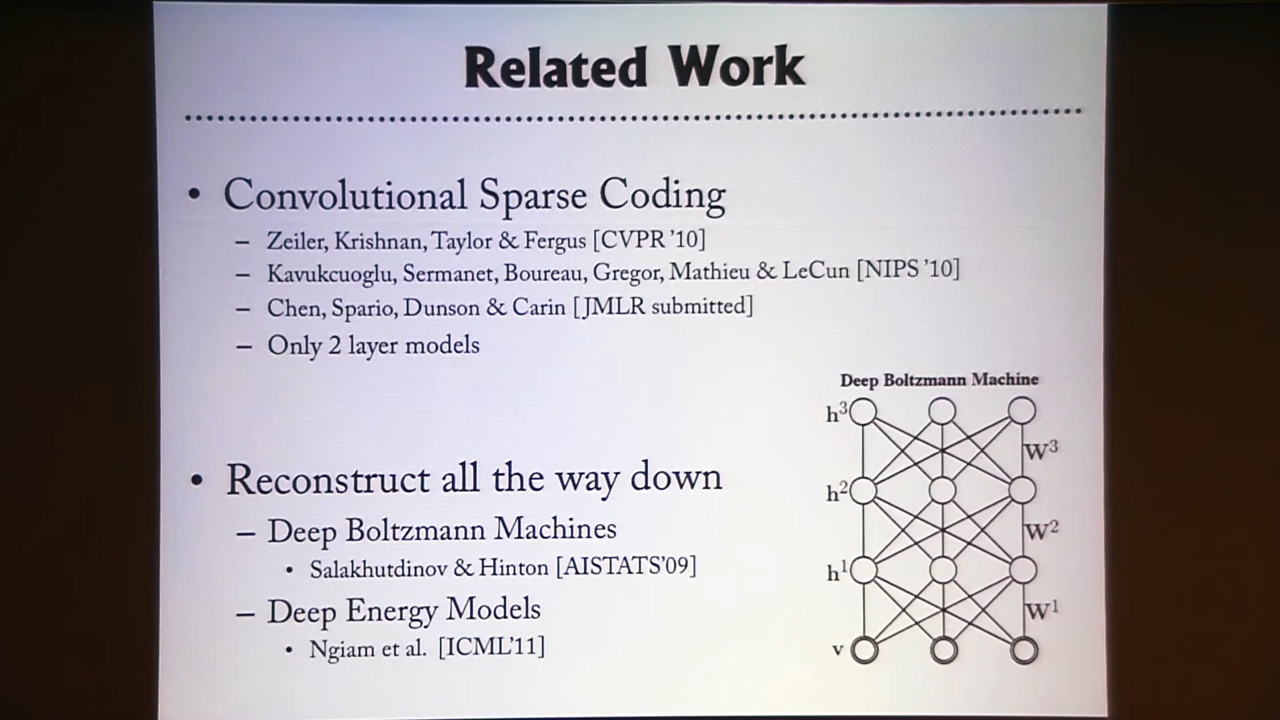 Related Work
• Convolutional Sparse Coding
– Zeiler, Krishnan, Taylor & Fergus [CVPR '10]
– Kavukcuoglu, Sermanet, Boureau, Gregor, Mathieu & LeCun [NIPS '10]
– Chen, Spario, Dunson & Carin [JMLR submitted]
– Only 2 layer models
• Reconstruct all the way down
– Deep Boltzmann Machines
• Salakhutdinov & Hinton [AISTATS'09]
– Deep Energy Models
• Ngiam et al. [ICML'11]
Deep Boltzmann Machine
h³
W³
h²
W²
h¹
W¹
v